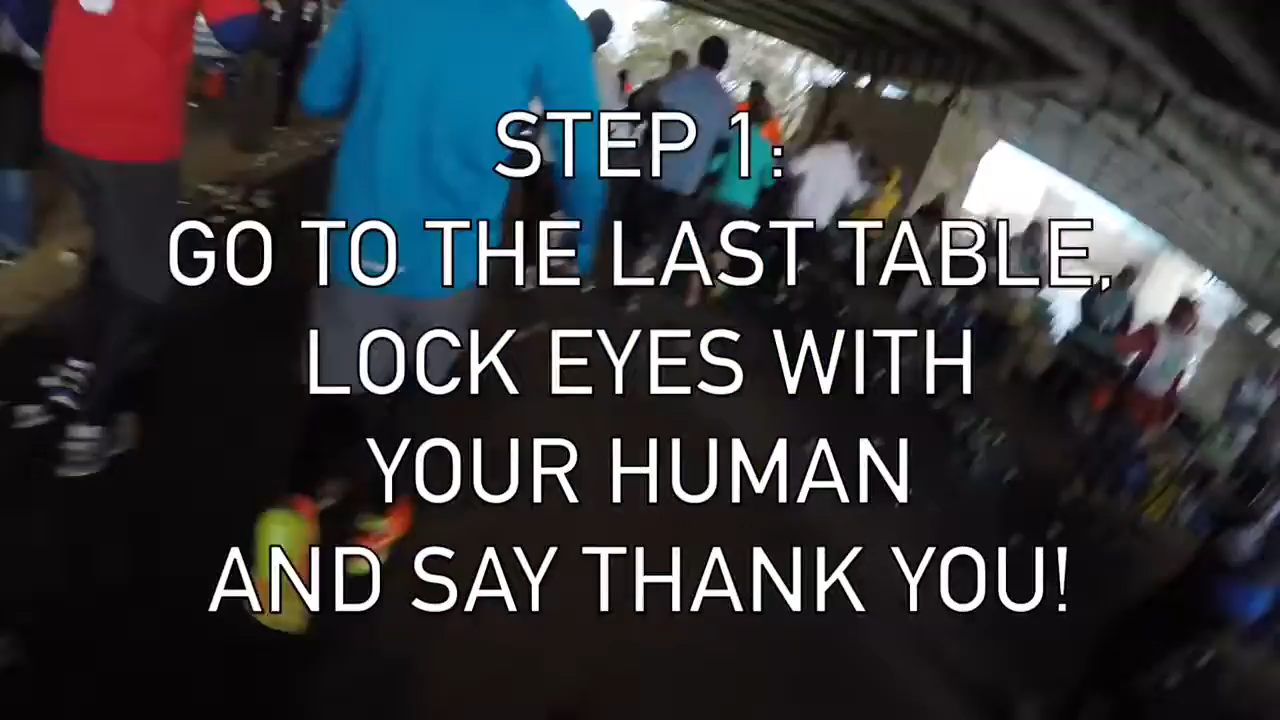 STEP 1:
GO TO THE LAST TABLE,
LOCK EYES WITH
YOUR HUMAN
AND SAY THANK YOU!